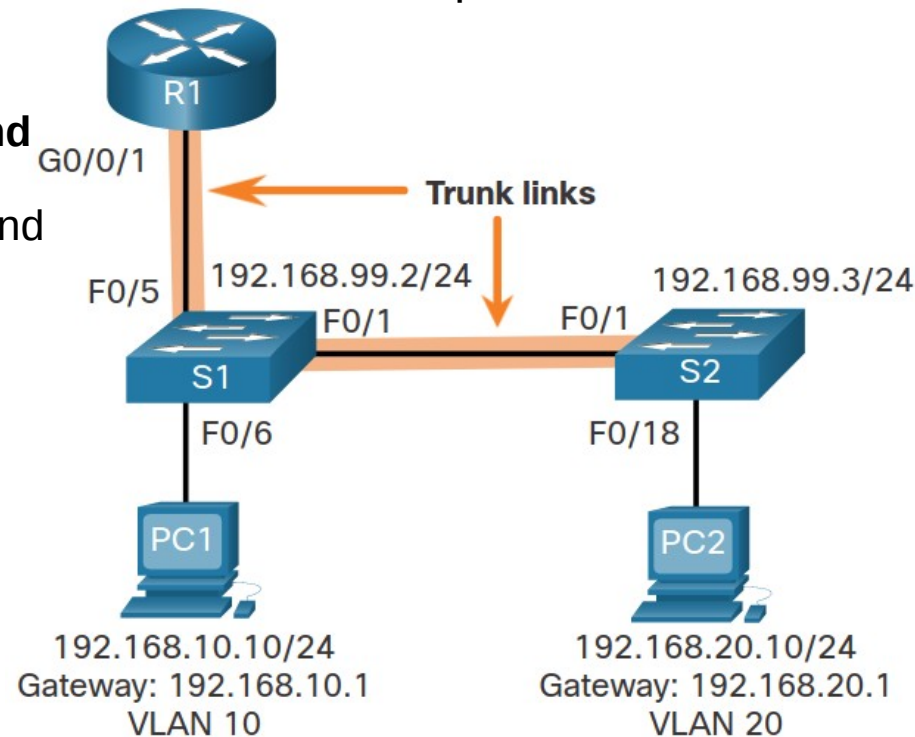 R1
nd
G0/0/1
Trunk links
nd
F0/5
192.168.99.2/24
192.168.99.3/24
F0/1
F0/1
S1
S2
F0/6
F0/18
PC1
PC2
192.168.10.10/24
Gateway: 192.168.10.1
VLAN 10
192.168.20.10/24
Gateway: 192.168.20.1
VLAN 20